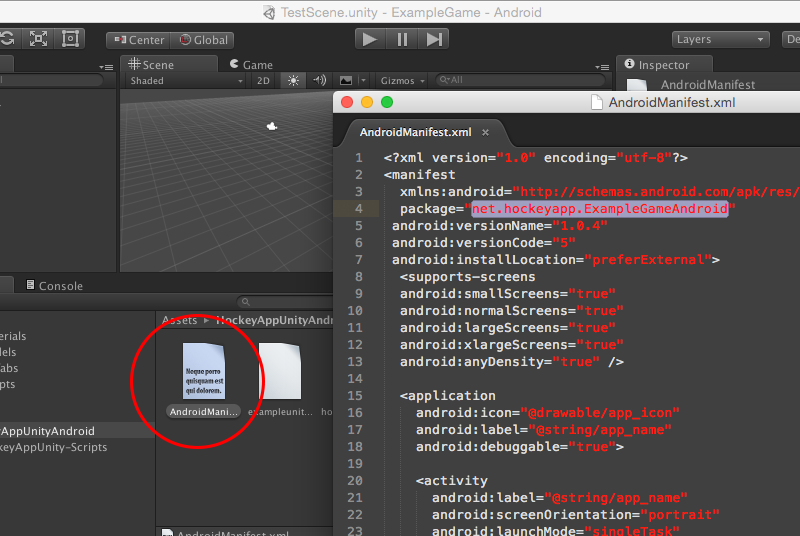 TestScene.unity - ExampleGame - Android
Center
Global
Layers
Scene
Game
Inspector
Shaded
2D
Gizmos
All
AndroidManifest
AndroidManifest.xml
AndroidManifest.xml
1 <?xml version="1.0" encoding="utf-8"?>
2 <manifest
3 xmlns:android="http://schemas.android.com/apk/res/
4 package="net.hockeyapp.ExampleGameAndroid"
5 android:versionName="1.0.4"
6 android:versionCode="5"
7 android:installLocation="preferExternal">
8 <supports-screens
9 android:smallScreens="true"
10 android:normalScreens="true"
11 android:largeScreens="true"
12 android:xlargeScreens="true"
13 android:anyDensity="true" />
14
15 <application
16 android:icon="@drawable/app_icon"
17 android:label="@string/app_name"
18 android:debuggable="true">
19
20 <activity
21 android:label="@string/app_name"
22 android:screenOrientation="portrait"
23 android:launchMode="singleTask"
Console
Assets ▸ HockeyAppUnityAndr
erials
dels
abs
pts
Neque porro
quisquam est
qui dolorem.
AndroidMani...
exampleunit...
ho
yAppUnityAndroid
keyAppUnity-Scripts
AndroidManifest.xml